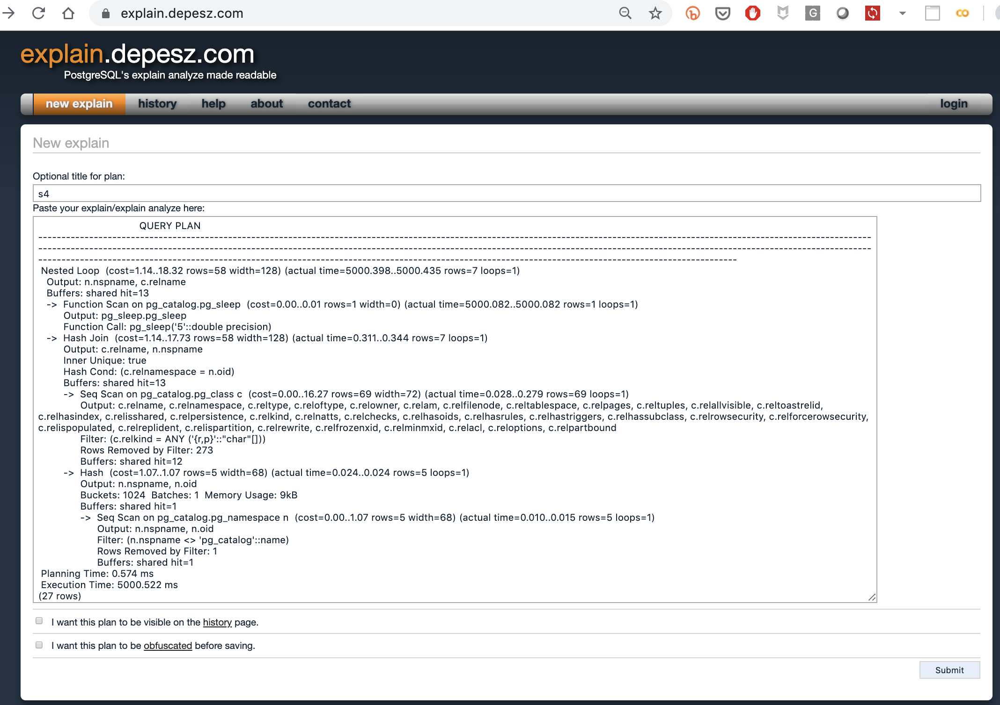 explain.depesz.com
explain.depesz.com
PostgreSQL's explain analyze made readable
new explain history help about contact login
New explain
Optional title for plan:
s4
Paste your explain/explain analyze here:
QUERY PLAN
Nested Loop  (cost=1.14..18.32 rows=58 width=128) (actual time=5000.398..5000.435 rows=7 loops=1)
Output: n.nspname, c.relname
Buffers: shared hit=13
->  Function Scan on pg_catalog.pg_sleep  (cost=0.00..0.01 rows=1 width=0) (actual time=5000.082..5000.082 rows=1 loops=1)
Output: pg_sleep.pg_sleep
Function Call: pg_sleep('5'::double precision)
->  Hash Join  (cost=1.14..17.73 rows=58 width=128) (actual time=0.311..0.344 rows=7 loops=1)
Output: c.relname, n.nspname
Inner Unique: true
Hash Cond: (c.relnamespace = n.oid)
Buffers: shared hit=13
->  Seq Scan on pg_catalog.pg_class c  (cost=0.00..16.27 rows=69 width=72) (actual time=0.028..0.279 rows=69 loops=1)
Output: c.relname, c.relnamespace, c.reltype, c.reloftype, c.relowner, c.relam, c.relfilenode, c.reltablespace, c.relpages, c.reltuples, c.relallvisible, c.reltoastrelid,
c.relhasindex, c.relisshared, c.relpersistence, c.relkind, c.relnatts, c.relchecks, c.relhasoids, c.relhasrules, c.relhastriggers, c.relhassubclass, c.relrowsecurity, c.relforcerowsecurity,
c.relispopulated, c.relreplident, c.relispartition, c.relrewrite, c.relfrozenxid, c.relminmxid, c.relacl, c.reloptions, c.relpartbound
Filter: (c.relkind = ANY ('{r,p}'::"char"[]))
Rows Removed by Filter: 273
Buffers: shared hit=12
->  Hash  (cost=1.07..1.07 rows=5 width=68) (actual time=0.024..0.024 rows=5 loops=1)
Output: n.nspname, n.oid
Buckets: 1024  Batches: 1  Memory Usage: 9kB
Buffers: shared hit=1
->  Seq Scan on pg_catalog.pg_namespace n  (cost=0.00..1.07 rows=5 width=68) (actual time=0.010..0.015 rows=5 loops=1)
Output: n.nspname, n.oid
Filter: (n.nspname <> 'pg_catalog'::name)
Rows Removed by Filter: 1
Buffers: shared hit=1
Planning Time: 0.574 ms
Execution Time: 5000.522 ms
(27 rows)
I want this plan to be visible on the history page.
I want this plan to be obfuscated before saving.
Submit